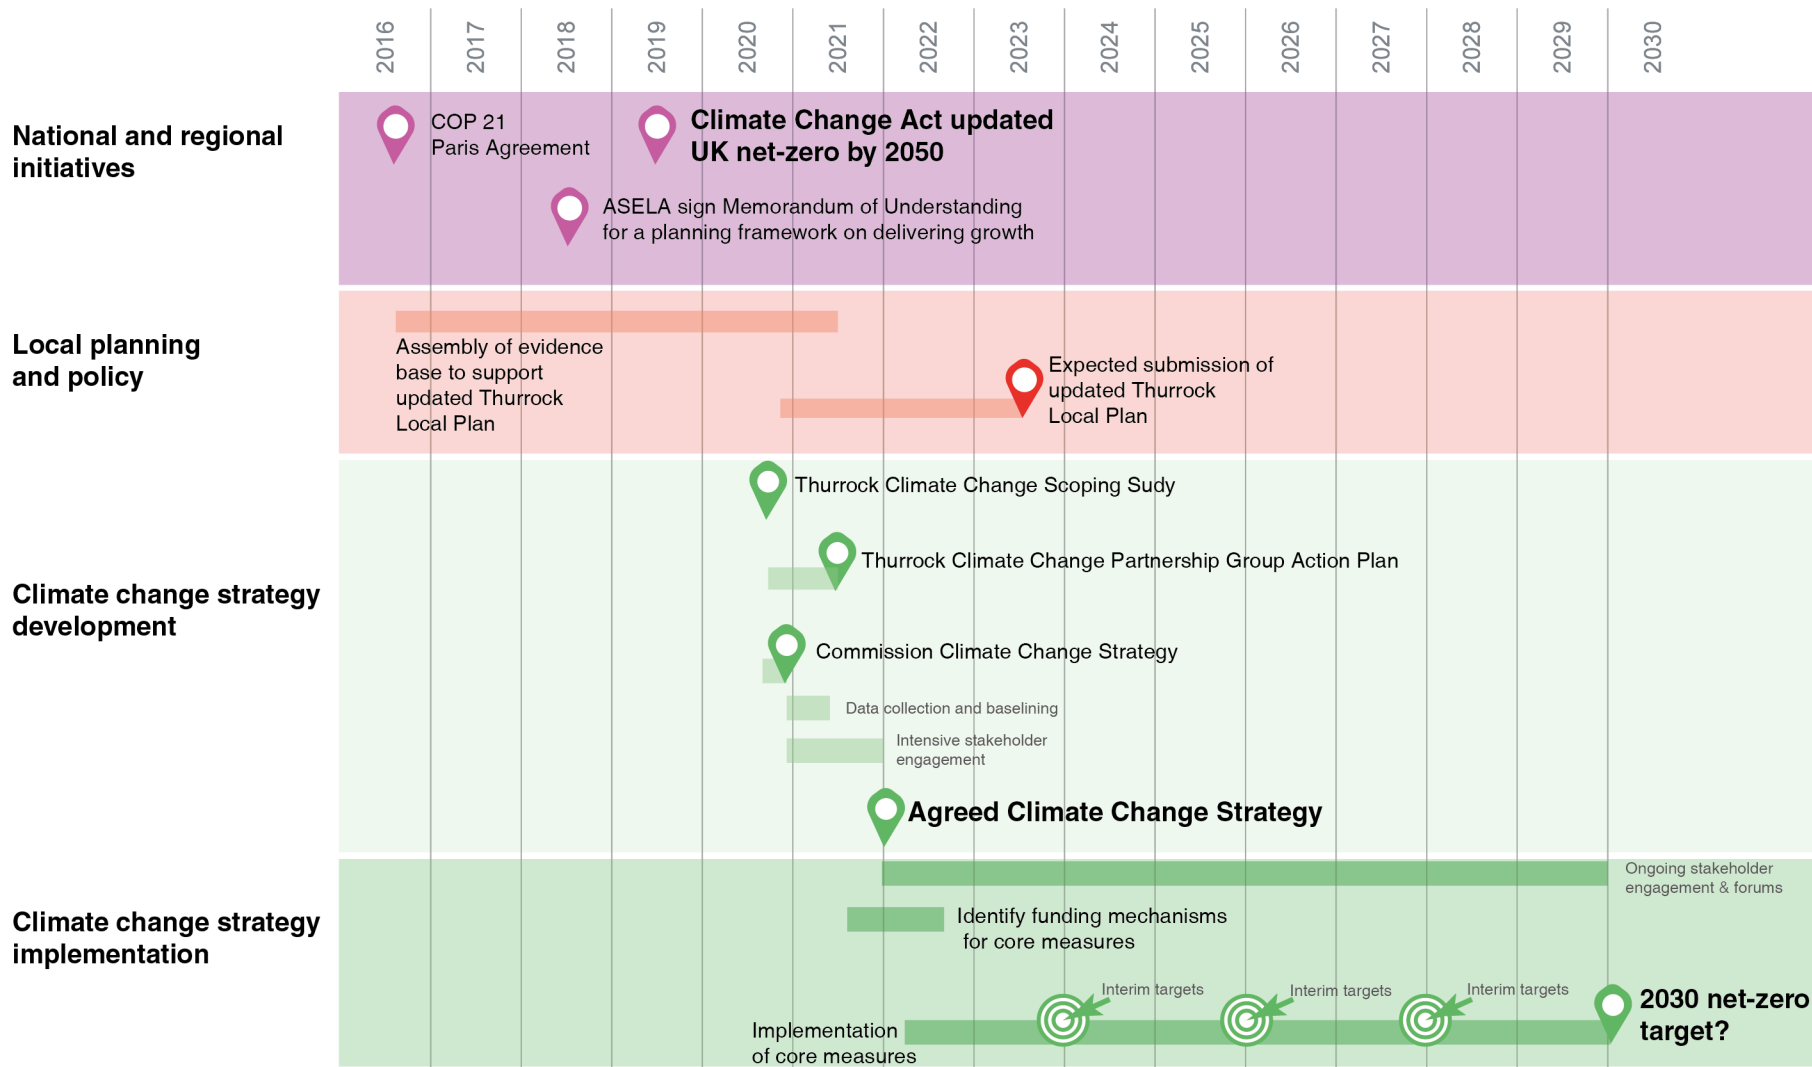 2016
2017
2018
2019
2020
2021
2022
2023
2024
2025
2026
2027
2028
2029
2030
National and regional
initiatives
COP 21
Paris Agreement
Climate Change Act updated
UK net-zero by 2050
ASELA sign Memorandum of Understanding
for a planning framework on delivering growth
Local planning
and policy
Assembly of evidence
base to support
updated Thurrock
Local Plan
Expected submission of
updated Thurrock
Local Plan
Climate change strategy
development
Thurrock Climate Change Scoping Sudy
Thurrock Climate Change Partnership Group Action Plan
Commission Climate Change Strategy
Data collection and baselining
Intensive stakeholder
engagement
Agreed Climate Change Strategy
Climate change strategy
implementation
Ongoing stakeholder
engagement & forums
Identify funding mechanisms
for core measures
Interim targets
Interim targets
Interim targets
Implementation
of core measures
2030 net-zero
target?